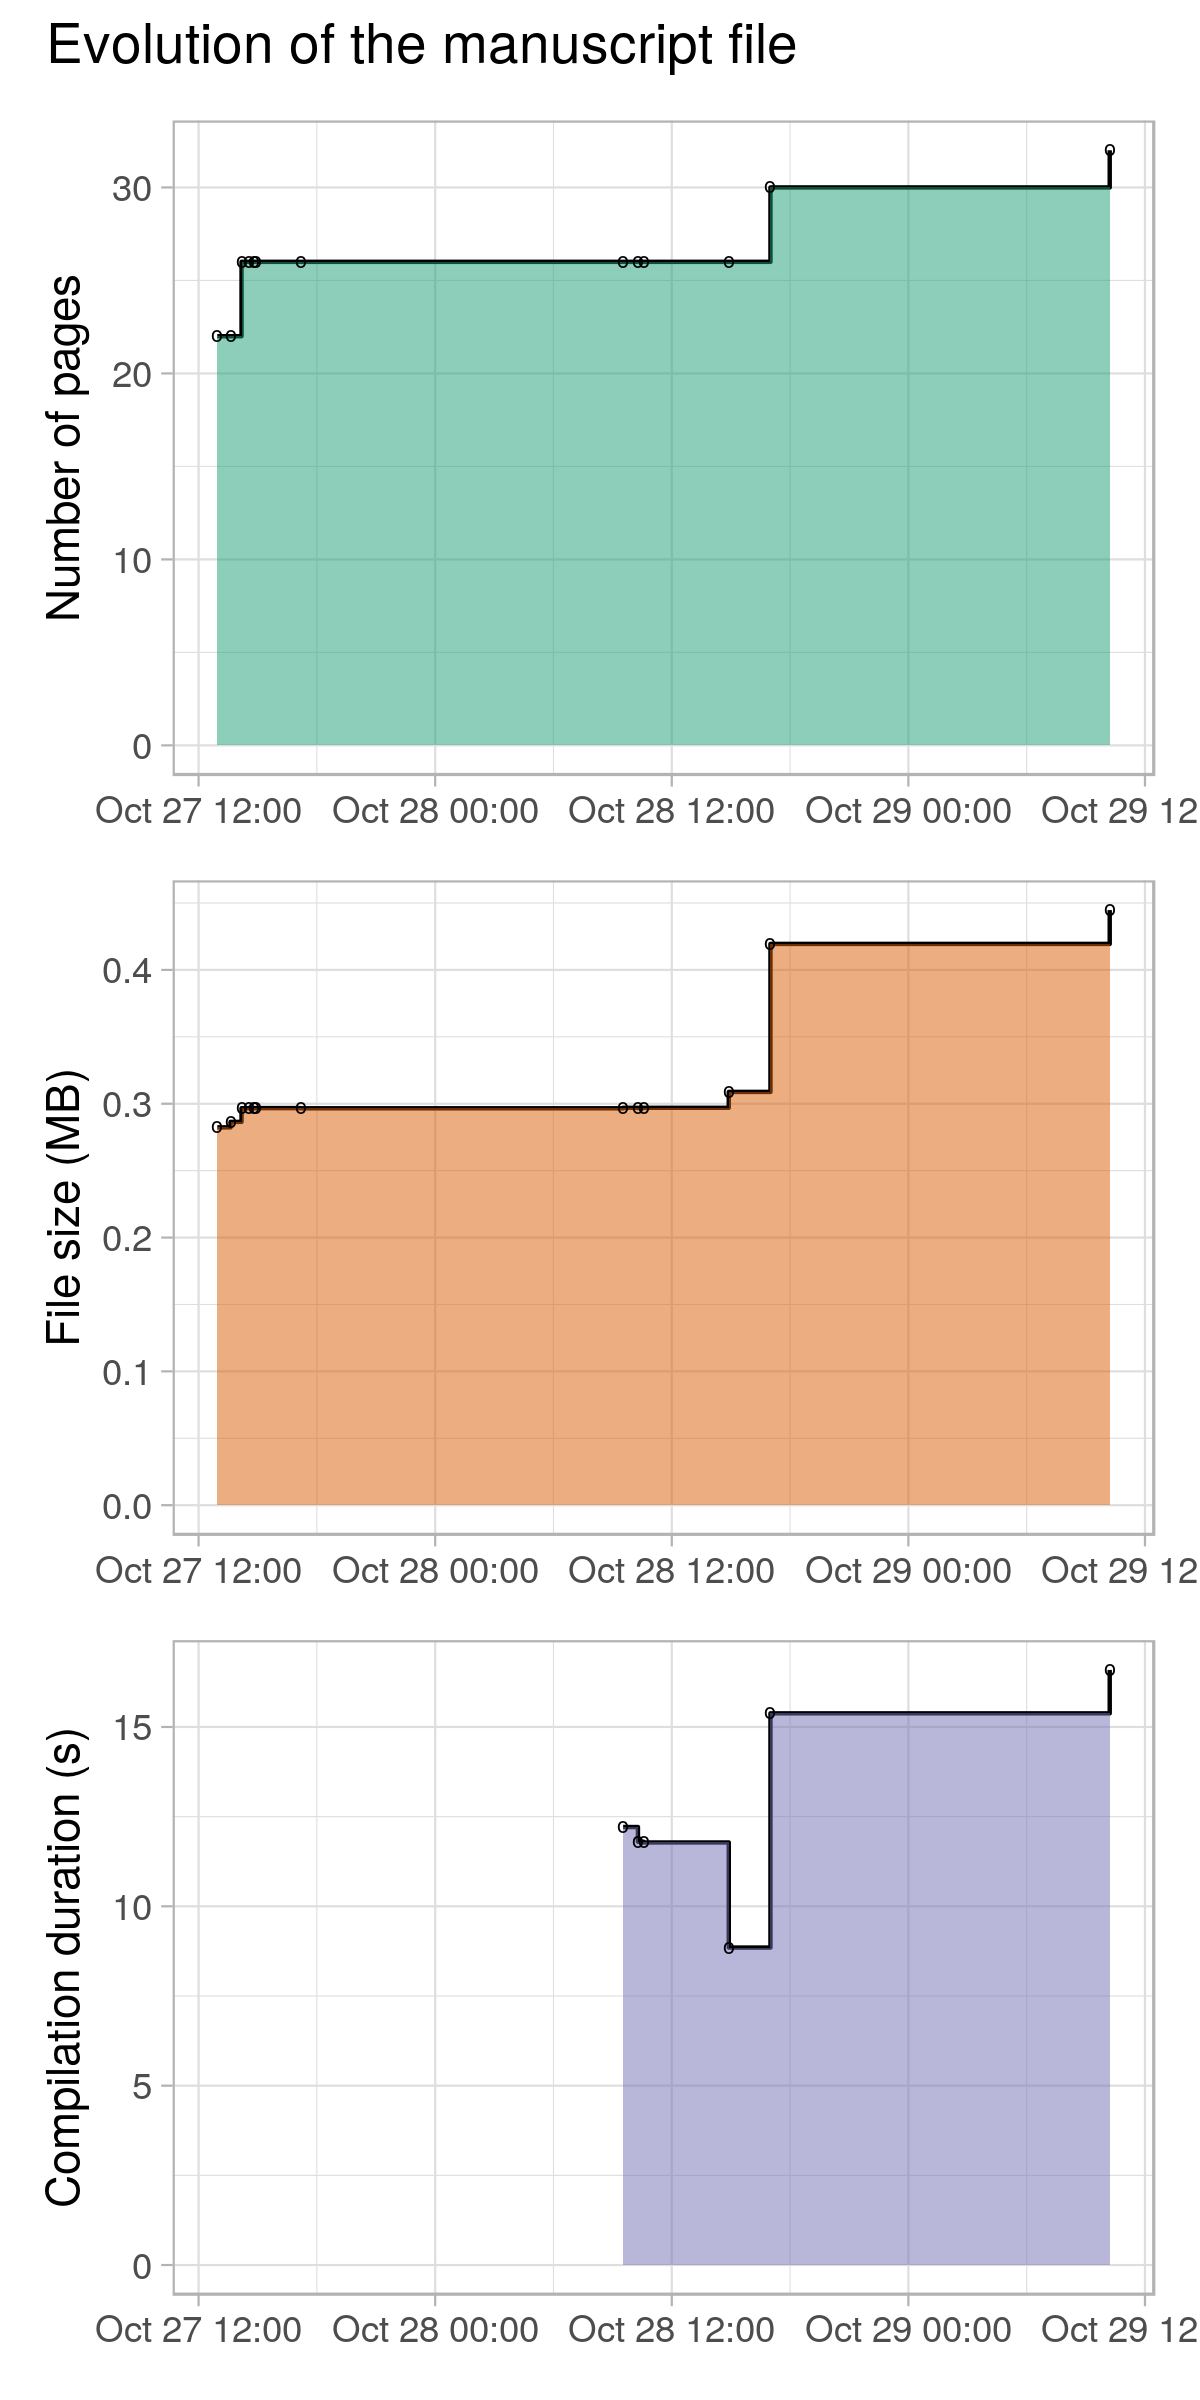 Evolution of the manuscript file
Number of pages
30
20
10
0
Oct 27 12:00 Oct 28 00:00 Oct 28 12:00 Oct 29 00:00 Oct 29 12
File size (MB)
0.4
0.3
0.2
0.1
0.0
Oct 27 12:00 Oct 28 00:00 Oct 28 12:00 Oct 29 00:00 Oct 29 12
Compilation duration (s)
15
10
5
0
Oct 27 12:00 Oct 28 00:00 Oct 28 12:00 Oct 29 00:00 Oct 29 12